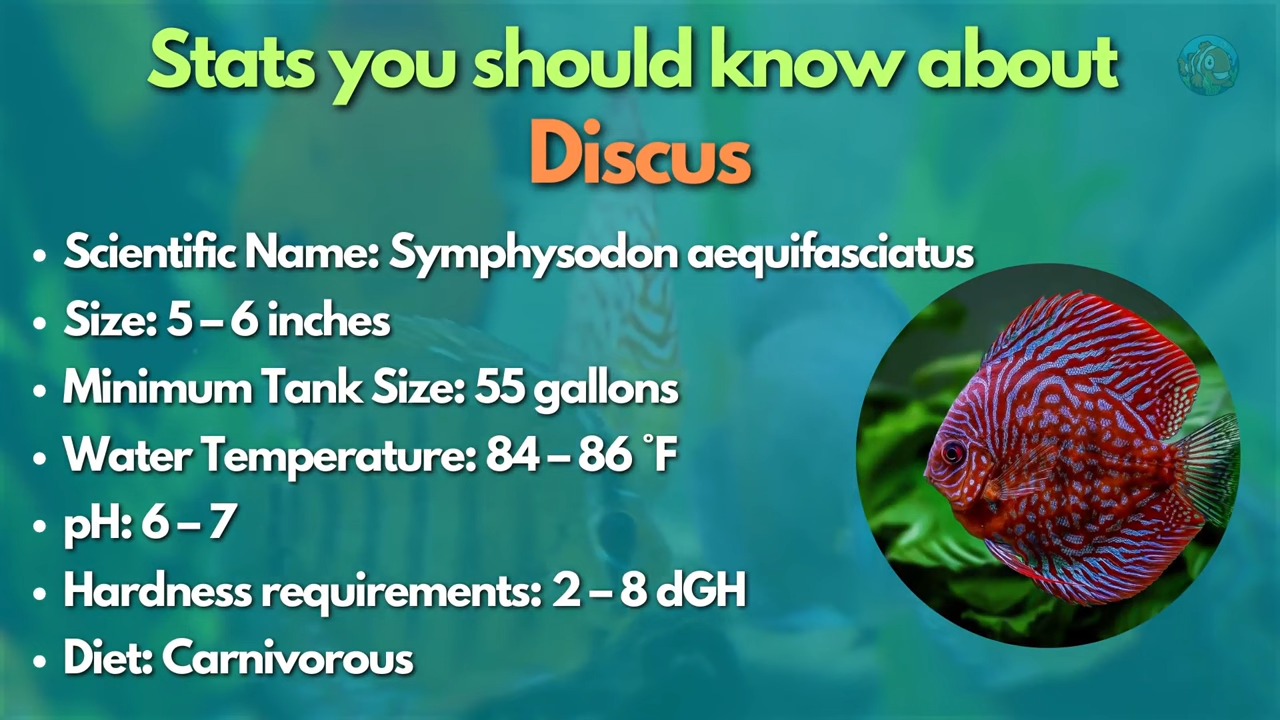 Stats you should know about
Discus
• Scientific Name: Symphysodon aequifasciatus
• Size: 5 – 6 inches
• Minimum Tank Size: 55 gallons
• Water Temperature: 84 – 86 °F
• pH: 6 – 7
• Hardness requirements: 2 – 8 dGH
• Diet: Carnivorous